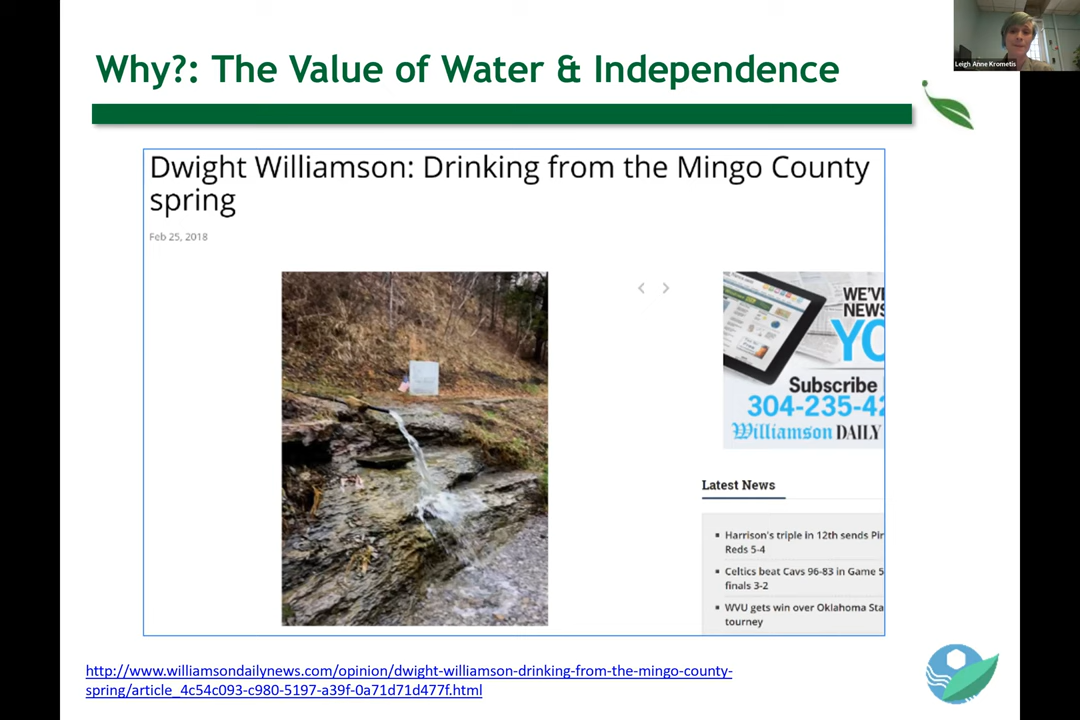 Leigh Anne Krometis
Why?: The Value of Water & Independence
Dwight Williamson: Drinking from the Mingo County
spring
Feb 25, 2018
WE'VE
NEWS
YO
Subscribe
304-235-42
Williamson DAILY
Latest News
Harrison's triple in 12th sends Pir
Reds 5-4
Celtics beat Cavs 96-83 in Game 5
finals 3-2
WVU gets win over Oklahoma Sta
tourney
http://www.williamsondailynews.com/opinion/dwight-williamson-drinking-from-the-mingo-county-
spring/article_4c54c093-c980-5197-a39f-0a71d71d477f.html